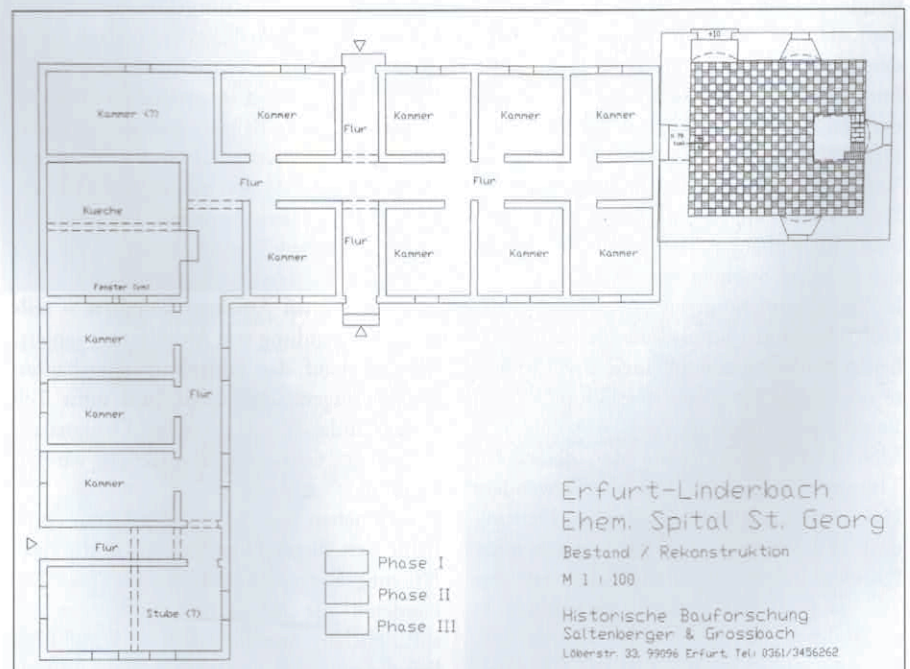 +10
Kammer (?)
Kammer
Flur
Kammer
Kammer
Kammer
Flur
Flur
Kueche
Flur
Kammer
Kammer
Kammer
Kammer
Fenster (vm)
Kammer
Flur
Kammer
Kammer
Flur
Stube (?)
Phase I
Phase II
Phase III
Erfurt-Linderbach
Ehem. Spital St. Georg
Bestand / Rekonstruktion
M 1 : 100
Historische Bauforschung
Saltenberger & Grossbach
Löberstr. 33, 99096 Erfurt, Tel: 0361/3456262